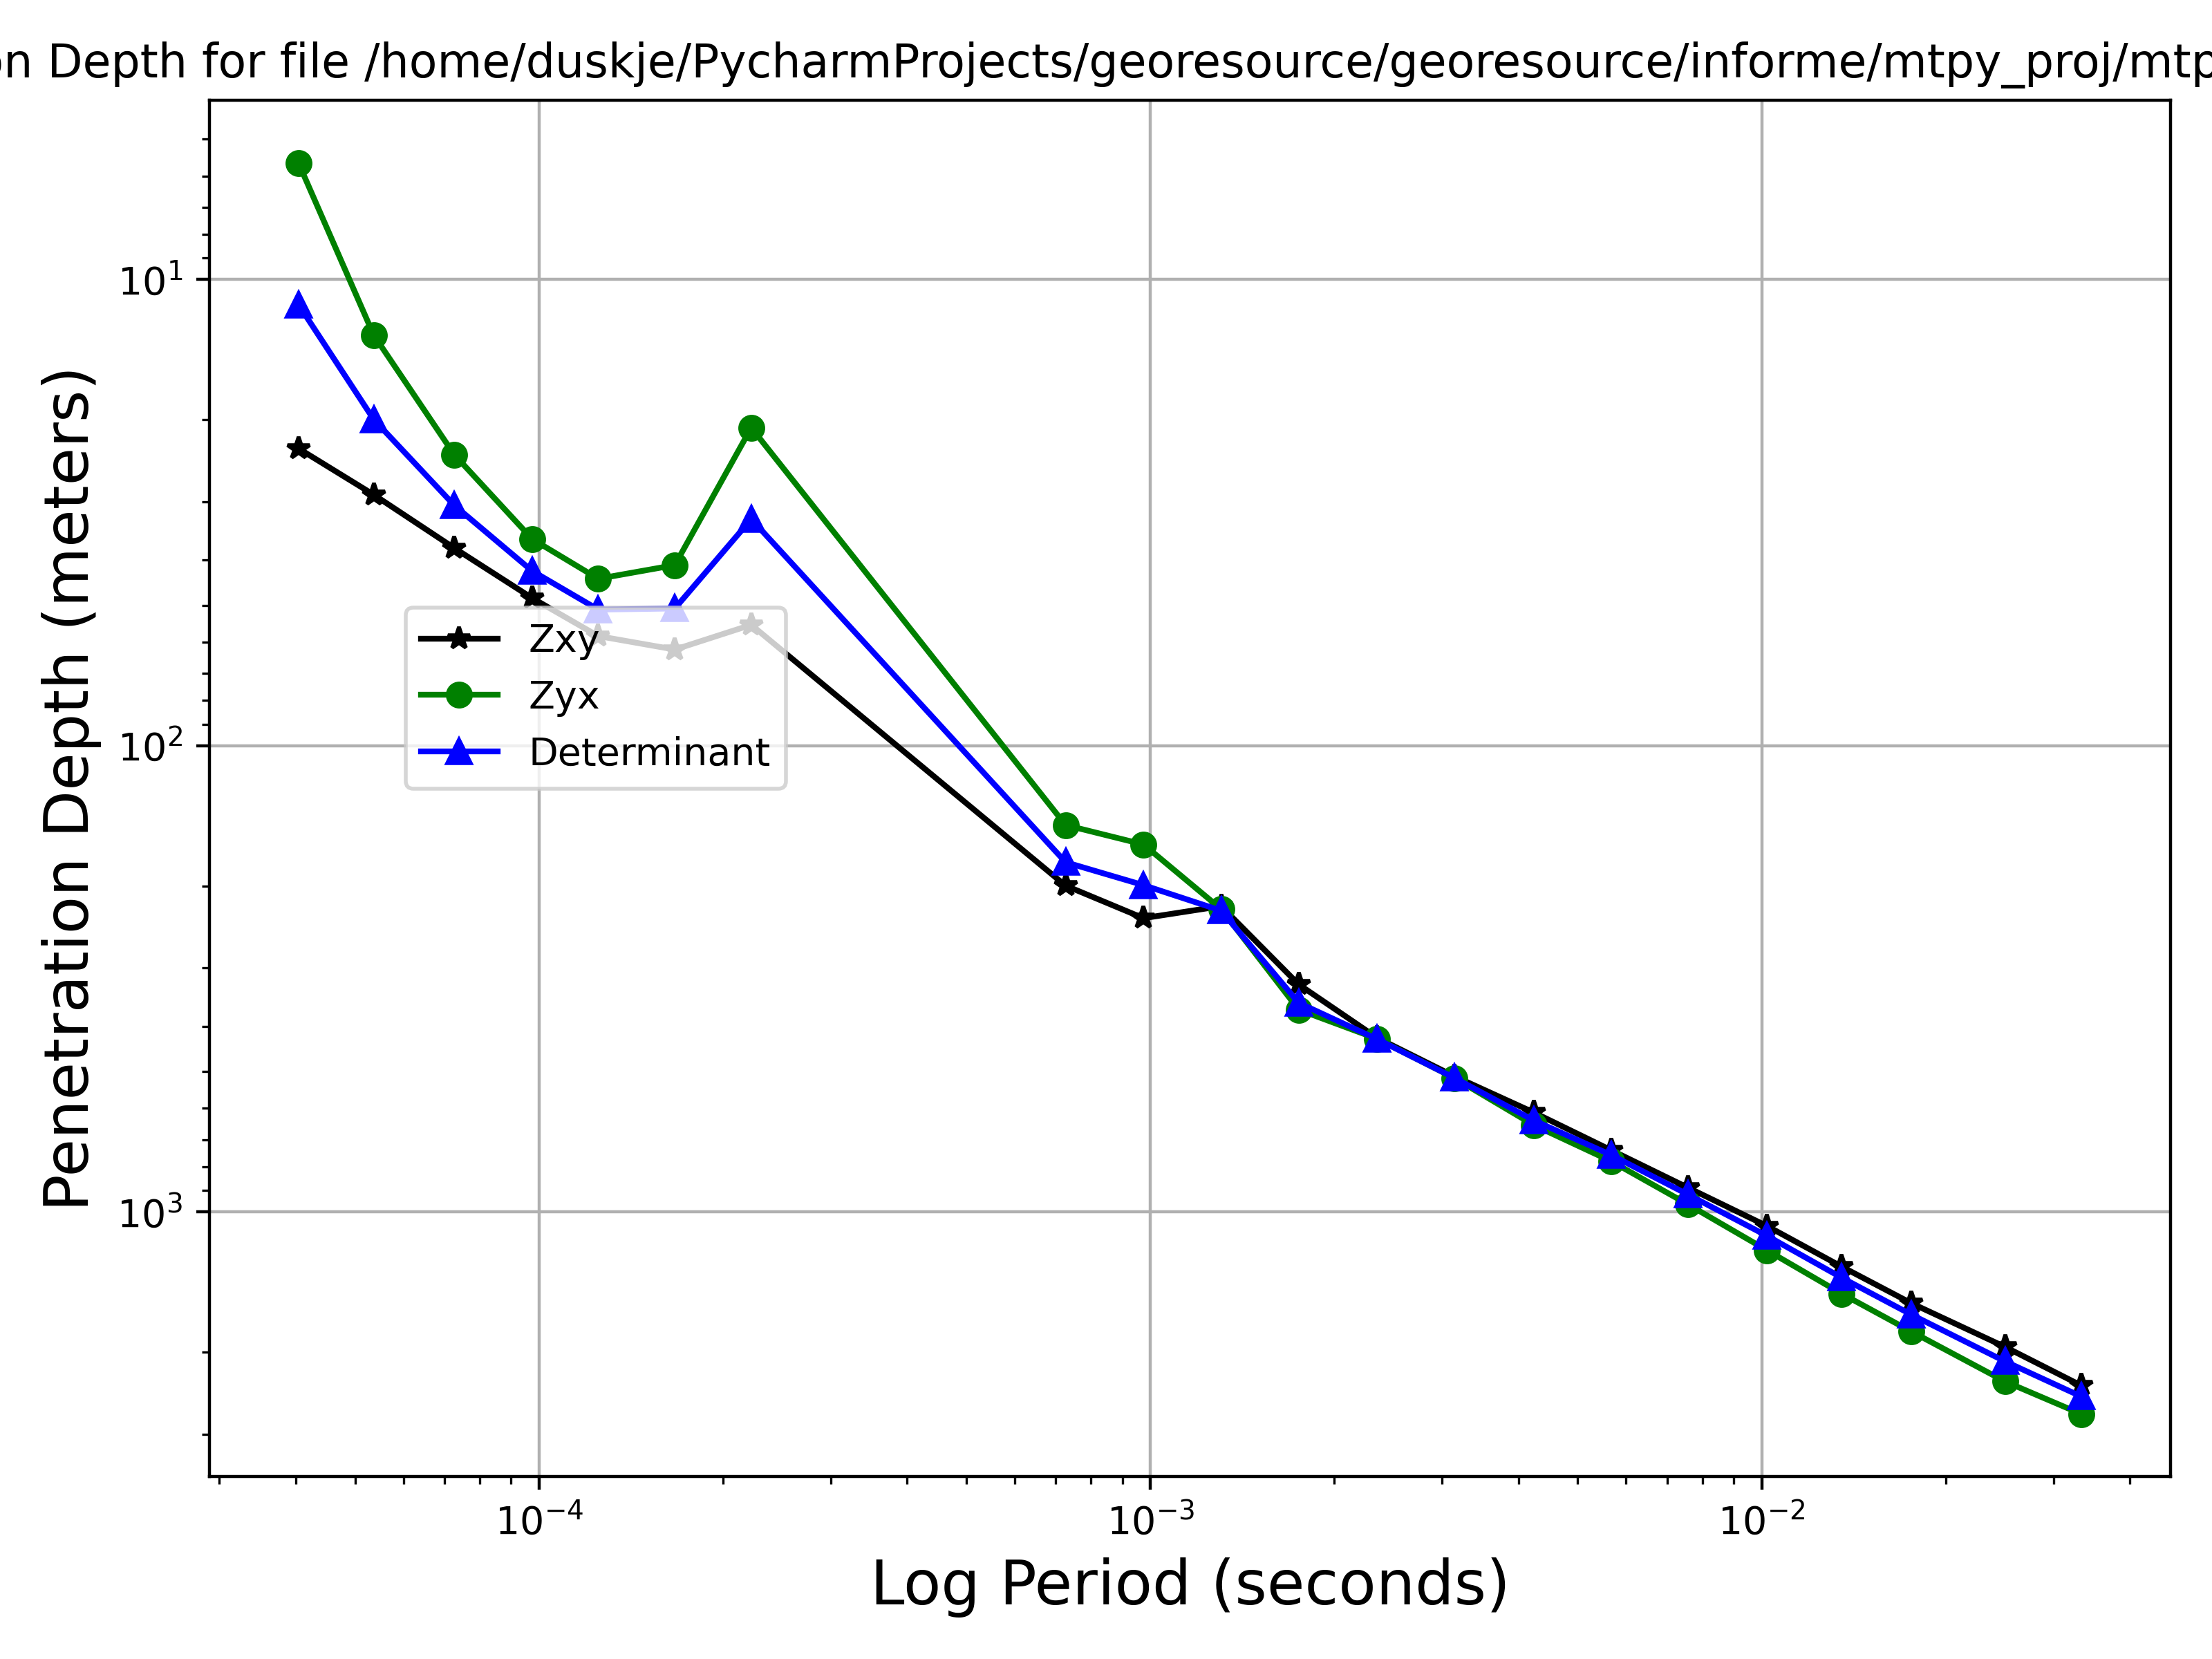 on Depth for file /home/duskje/PycharmProjects/georesource/georesource/informe/mtpy_proj/mtp
Penetration Depth (meters)
10¹
10²
10³
Zxy
Zyx
Determinant
10⁻⁴
10⁻³
10⁻²
Log Period (seconds)